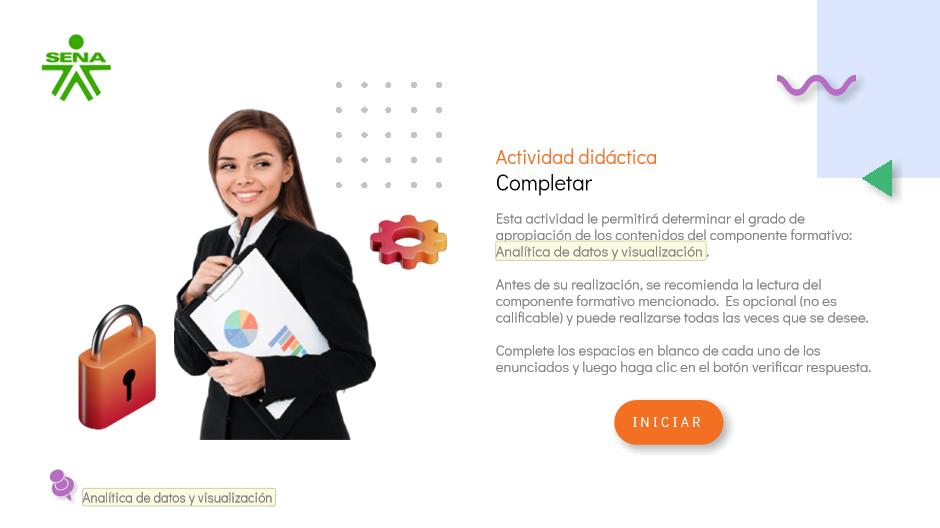 SENA
Actividad didáctica
Completar
Esta actividad le permitirá determinar el grado de
apropiación de los contenidos del componente formativo:
Analítica de datos y visualización .
Antes de su realización, se recomienda la lectura del
componente formativo mencionado. Es opcional (no es
calificable) y puede realizarse todas las veces que se desee.
Complete los espacios en blanco de cada uno de los
enunciados y luego haga clic en el botón verificar respuesta.
INICIAR
Analítica de datos y visualización